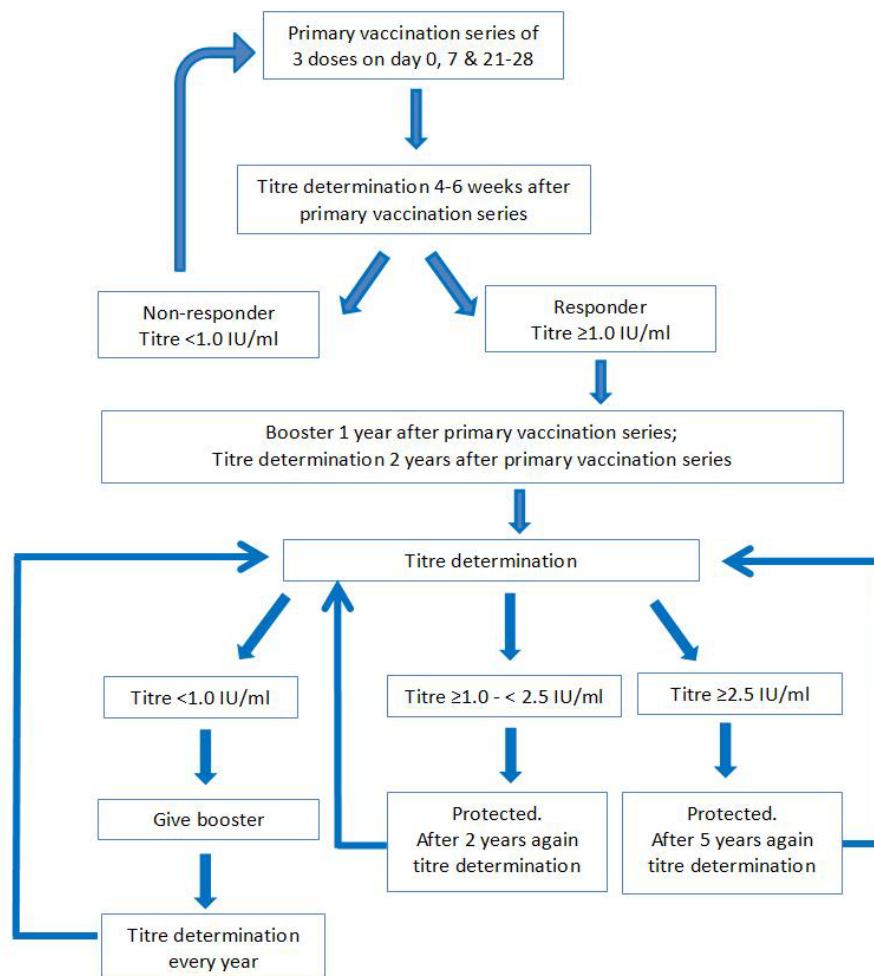 Primary vaccination series of
3 doses on day 0, 7 & 21-28
Titre determination 4-6 weeks after
primary vaccination series
Non-responder
Titre <1.0 IU/ml
Responder
Titre ≥1.0 IU/ml
Booster 1 year after primary vaccination series;
Titre determination 2 years after primary vaccination series
Titre determination
Titre <1.0 IU/ml
Titre ≥1.0 - < 2.5 IU/ml
Titre ≥2.5 IU/ml
Give booster
Protected.
After 2 years again
titre determination
Protected.
After 5 years again
titre determination
Titre determination
every year